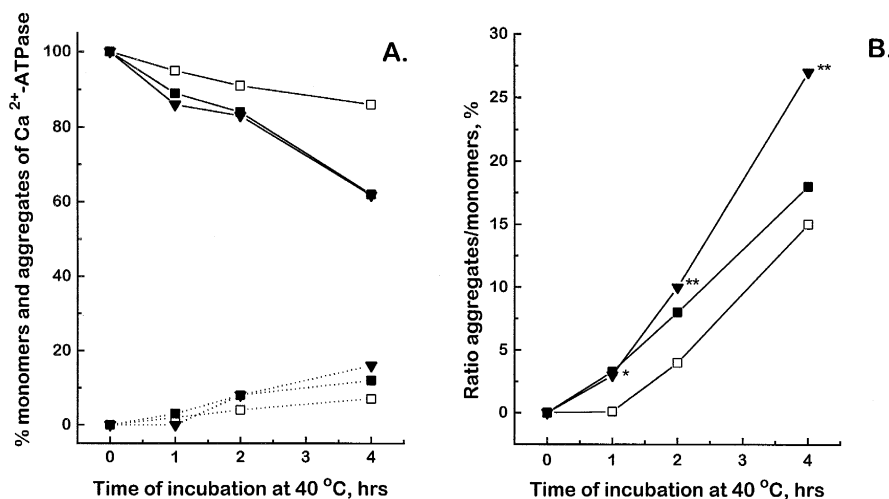 A.
% monomers and aggregates of Ca 2+-ATPase
100
80
60
40
20
0
0 1 2 3 4
Time of incubation at 40 °C, hrs
B.
Ratio aggregates/monomers, %
30
25
20
15
10
5
0
**
**
*
0 1 2 3 4
Time of incubation at 40 °C, hrs